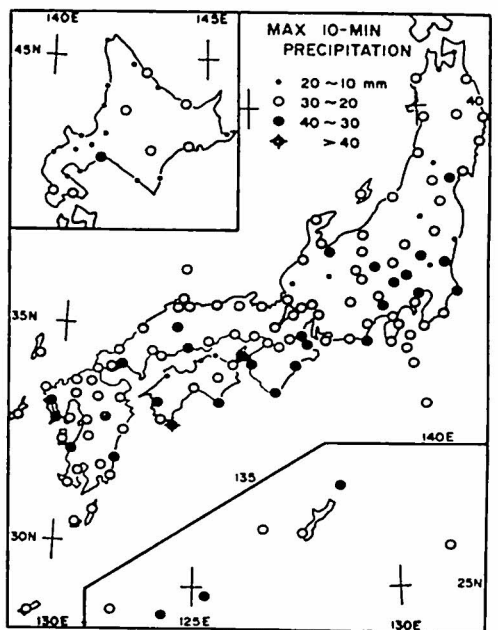 140E
145E
45N
MAX 10-MIN
PRECIPITATION
20~10 mm
30~20
40~30
>40
40
35N
140E
135
30N
25N
130E
125E
130E